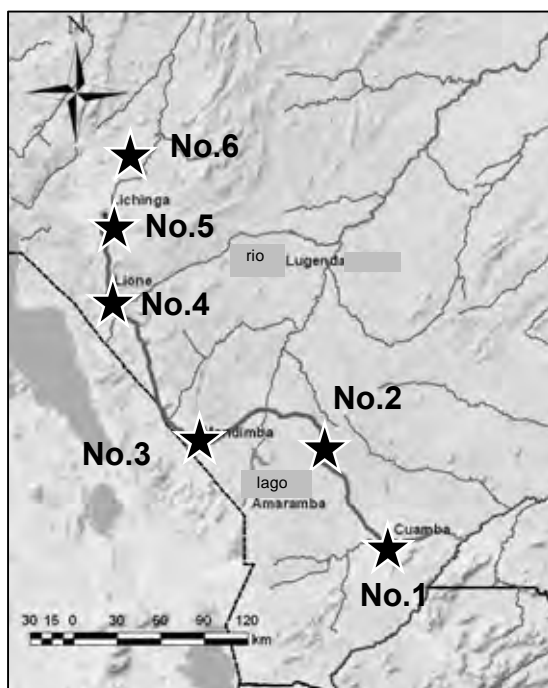 N
No.6
Lichinga
No.5
rio
Lugenda
Lione
No.4
No.2
No.3
Mandimba
lago
Amaramba
Cuamba
No.1
30 15 0 30 60 90 120
km